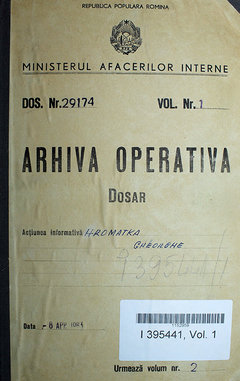 REPUBLICA POPULARA ROMINA
MINISTERUL AFACERILOR INTERNE
DOS. Nr. 29174 VOL. Nr. 1
ARHIVA OPERATIVA
DOSAR
Acțiunea informativă HROMATKA
GHEORGHE
395441
Data
I 395441, Vol. 1
Urmează volum nr. 2